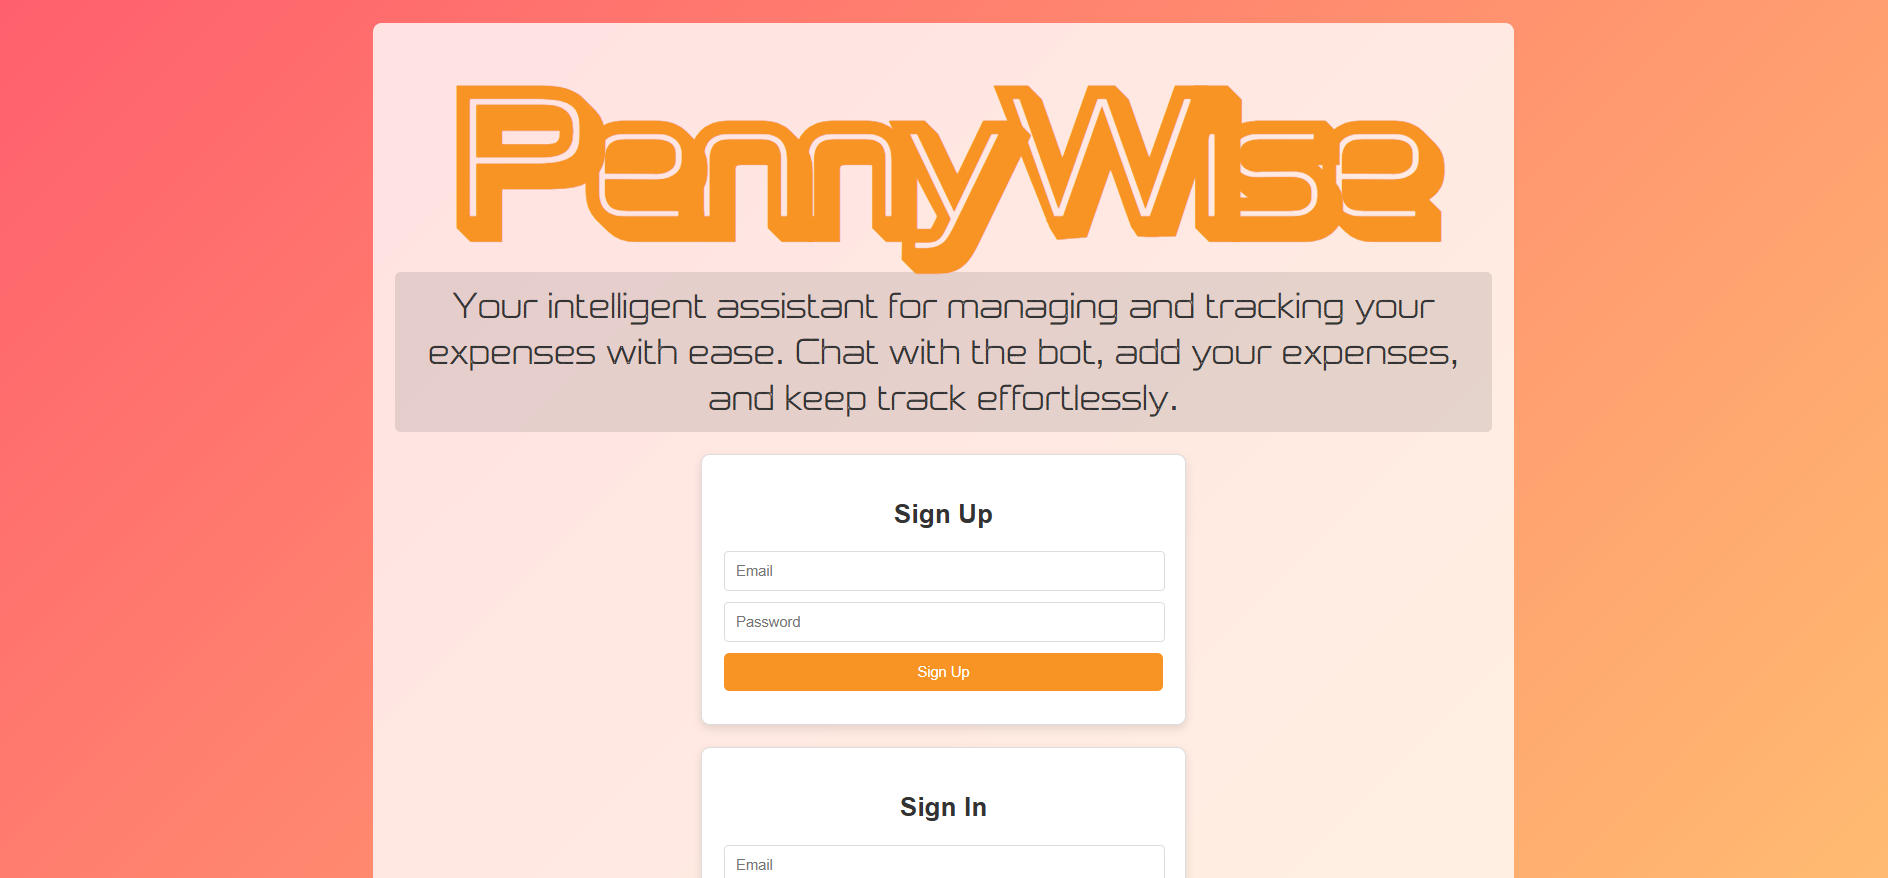 PennyWise
Your intelligent assistant for managing and tracking your
expenses with ease. Chat with the bot, add your expenses,
and keep track effortlessly.
Sign Up
Email
Password
Sign Up
Sign In
Email